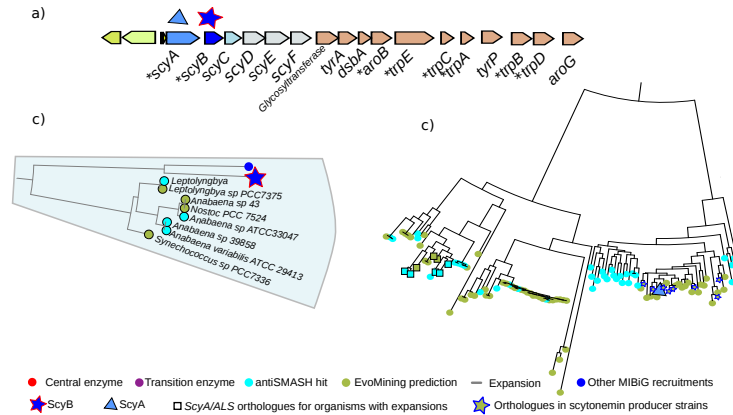 a)
*scyA
*scyB
scyC
scyD
scyE
scyF
Glycosyltransferase
tyrA
dsbA
*aroB
*trpE
*trpC
*trpA
tyrP
*trpB
*trpD
aroG
c)
Leptolyngbya
Leptolyngbya sp PCC7375
Anabaena sp 43
Nostoc PCC 7524
Anabaena sp ATCC33047
Anabaena sp 39858
Anabaena variabilis ATCC 29413
Synechococcus sp PCC7336
c)
Central enzyme Transition enzyme antiSMASH hit EvoMining prediction Expansion Other MIBiG recruitments
ScyB ScyA ScyA/ALS orthologues for organisms with expansions Orthologues in scytonemin producer strains